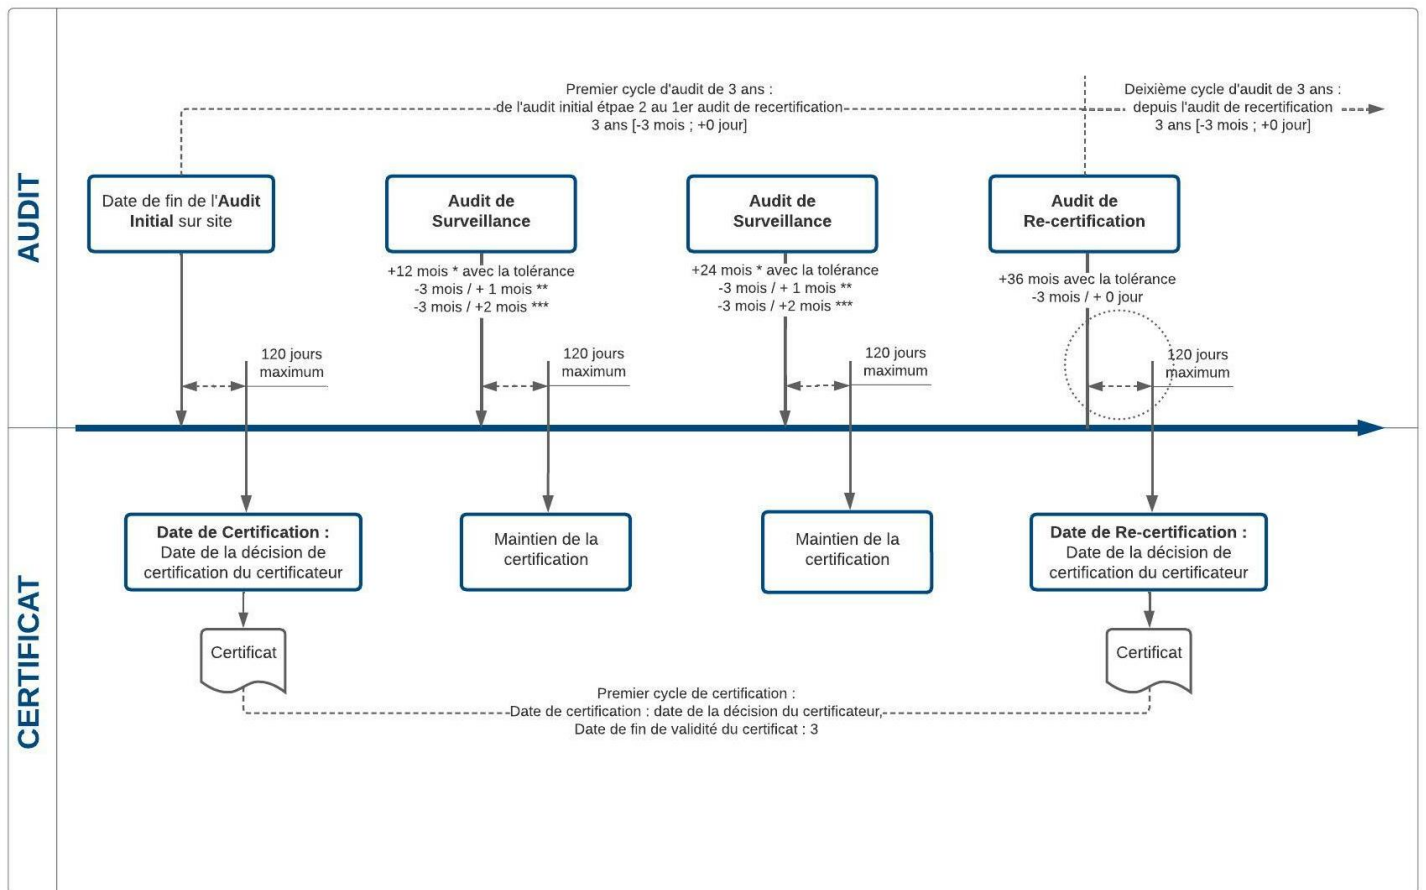 Premier cycle d'audit de 3 ans :
de l'audit initial étpae 2 au 1er audit de recertification
3 ans [-3 mois ; +0 jour]
Deixième cycle d'audit de 3 ans :
depuis l'audit de recertification
3 ans [-3 mois ; +0 jour]
AUDIT
Date de fin de l'Audit
Initial sur site
Audit de
Surveillance
Audit de
Surveillance
Audit de
Re-certification
+12 mois * avec la tolérance
-3 mois / + 1 mois **
-3 mois / +2 mois ***
+24 mois * avec la tolérance
-3 mois / + 1 mois **
-3 mois / +2 mois ***
+36 mois avec la tolérance
-3 mois / + 0 jour
120 jours
maximum
120 jours
maximum
120 jours
maximum
120 jours
maximum
CERTIFICAT
Date de Certification :
Date de la décision de
certification du certificateur
Maintien de la
certification
Maintien de la
certification
Date de Re-certification :
Date de la décision de
certification du certificateur
Certificat
Certificat
Premier cycle de certification :
Date de certification : date de la décision du certificateur,
Date de fin de validité du certificat : 3